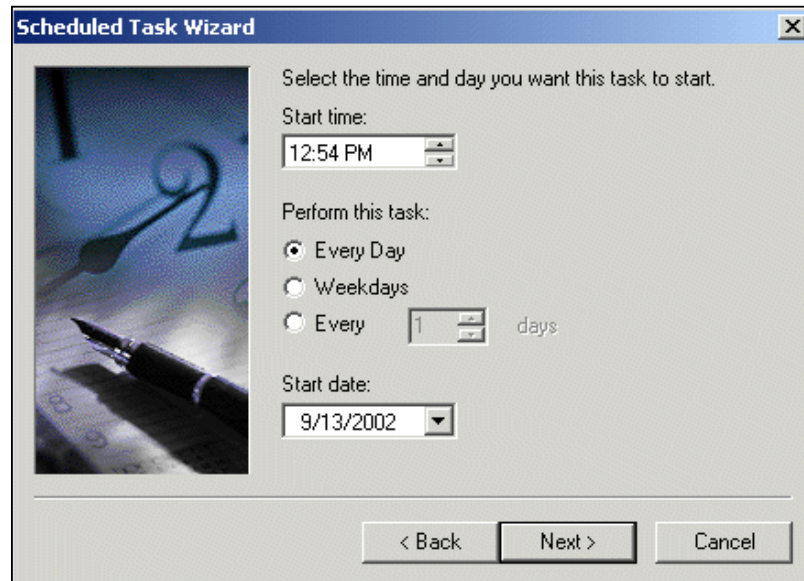 Scheduled Task Wizard
Select the time and day you want this task to start.
Start time:
12:54 PM
Perform this task:
Every Day
Weekdays
Every 1 days
Start date:
9/13/2002
< Back Next > Cancel